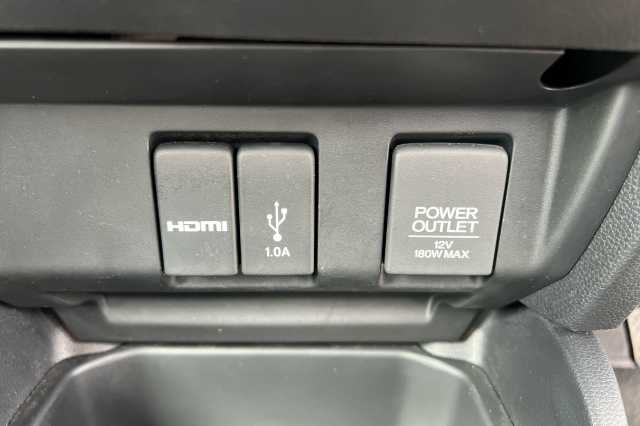 HDMI
1.0A
POWER
OUTLET
12V
180W MAX